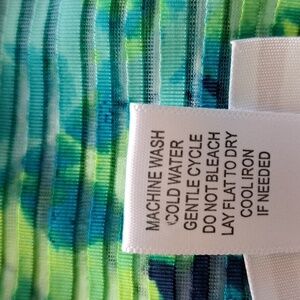 MACHINE WASH
COLD WATER
GENTLE CYCLE
DO NOT BLEACH
LAY FLAT TO DRY
COOL IRON
IF NEEDED